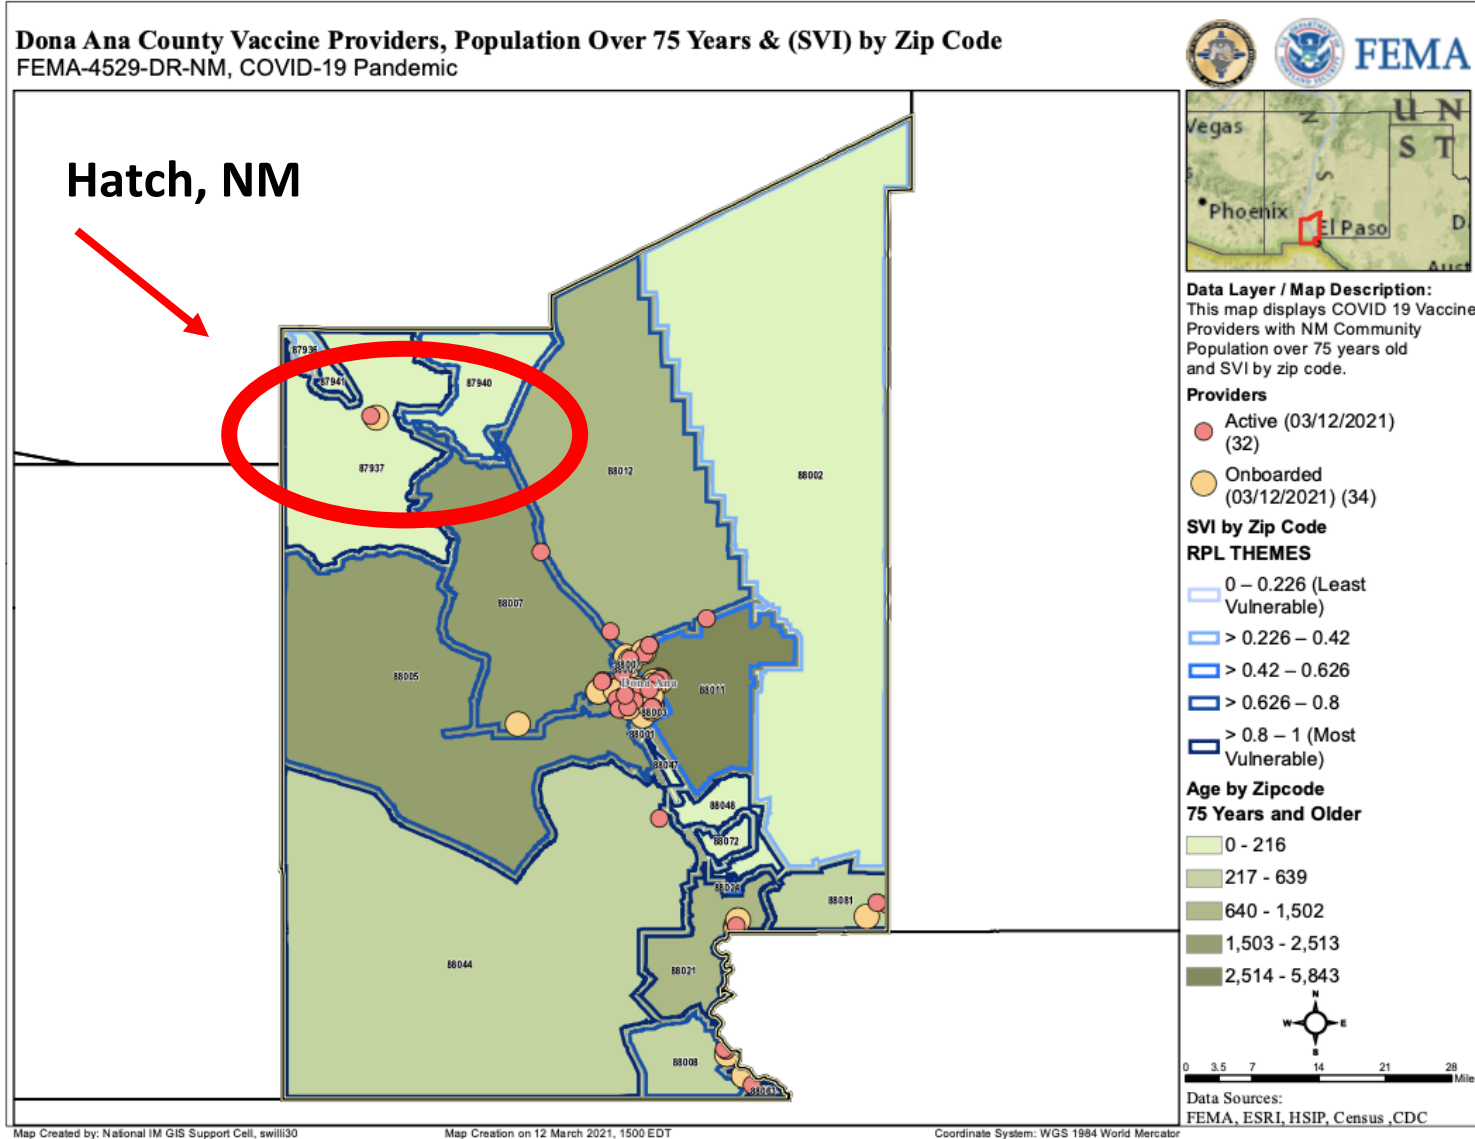 Dona Ana County Vaccine Providers, Population Over 75 Years & (SVI) by Zip Code
FEMA-4529-DR-NM, COVID-19 Pandemic
FEMA
Hatch, NM
87936
87941
87940
87937
88012
88002
88007
88005
88007
Dona Ana
88011
88003
88001
88047
88048
88072
88024
88081
88044
88021
88008
88063
Vegas
U N
S T
Phoenix
El Paso
D
Aust
Data Layer / Map Description:
This map displays COVID 19 Vaccine
Providers with NM Community
Population over 75 years old
and SVI by zip code.
Providers
Active (03/12/2021)
(32)
Onboarded
(03/12/2021) (34)
SVI by Zip Code
RPL THEMES
0 – 0.226 (Least
Vulnerable)
> 0.226 – 0.42
> 0.42 – 0.626
> 0.626 – 0.8
> 0.8 – 1 (Most
Vulnerable)
Age by Zipcode
75 Years and Older
0 - 216
217 - 639
640 - 1,502
1,503 - 2,513
2,514 - 5,843
N
W E
S
0 3.5 7 14 21 28
Mile
Data Sources:
FEMA, ESRI, HSIP, Census ,CDC
Map Created by: National IM GIS Support Cell, swilli30
Map Creation on 12 March 2021, 1500 EDT
Coordinate System: WGS 1984 World Mercator